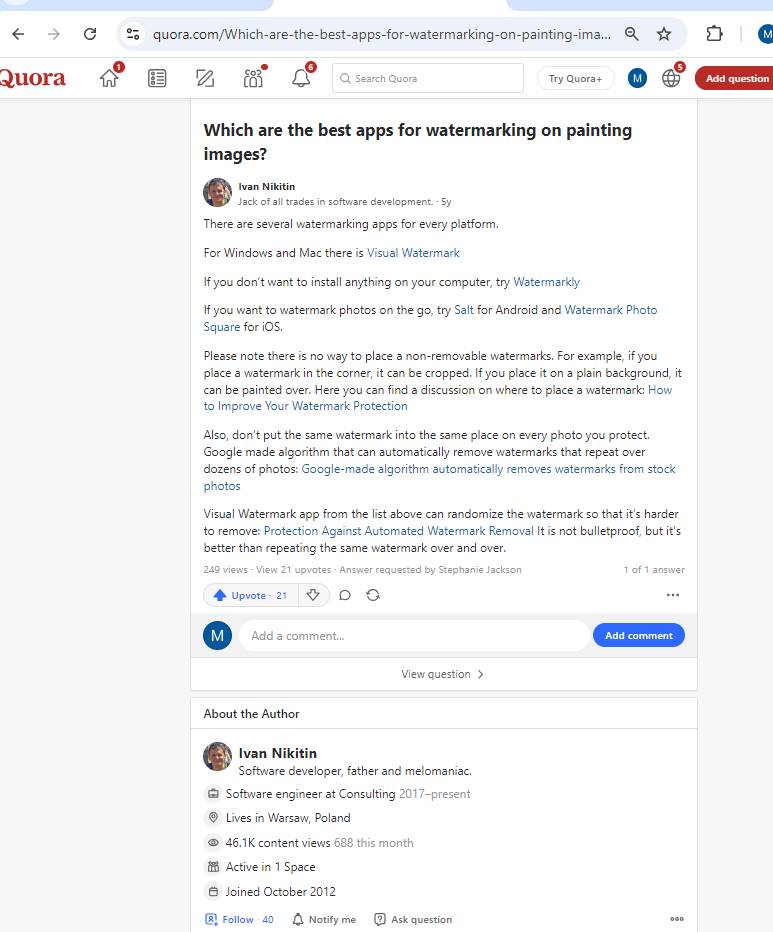 quora.com/Which-are-the-best-apps-for-watermarking-on-painting-ima...
M
Quora
1
6
Search Quora
Try Quora+
M
5
Add question
Which are the best apps for watermarking on painting
images?
Ivan Nikitin
Jack of all trades in software development. · 5y
There are several watermarking apps for every platform.
For Windows and Mac there is Visual Watermark
If you don't want to install anything on your computer, try Watermarkly
If you want to watermark photos on the go, try Salt for Android and Watermark Photo
Square for iOS.
Please note there is no way to place a non-removable watermarks. For example, if you
place a watermark in the corner, it can be cropped. If you place it on a plain background, it
can be painted over. Here you can find a discussion on where to place a watermark: How
to Improve Your Watermark Protection
Also, don't put the same watermark into the same place on every photo you protect.
Google made algorithm that can automatically remove watermarks that repeat over
dozens of photos: Google-made algorithm automatically removes watermarks from stock
photos
Visual Watermark app from the list above can randomize the watermark so that it's harder
to remove: Protection Against Automated Watermark Removal It is not bulletproof, but it's
better than repeating the same watermark over and over.
249 views · View 21 upvotes · Answer requested by Stephanie Jackson
1 of 1 answer
Upvote · 21
M
Add a comment...
Add comment
View question
About the Author
Ivan Nikitin
Software developer, father and melomaniac.
Software engineer at Consulting 2017–present
Lives in Warsaw, Poland
46.1K content views 688 this month
Active in 1 Space
Joined October 2012
Follow · 40
Notify me
Ask question